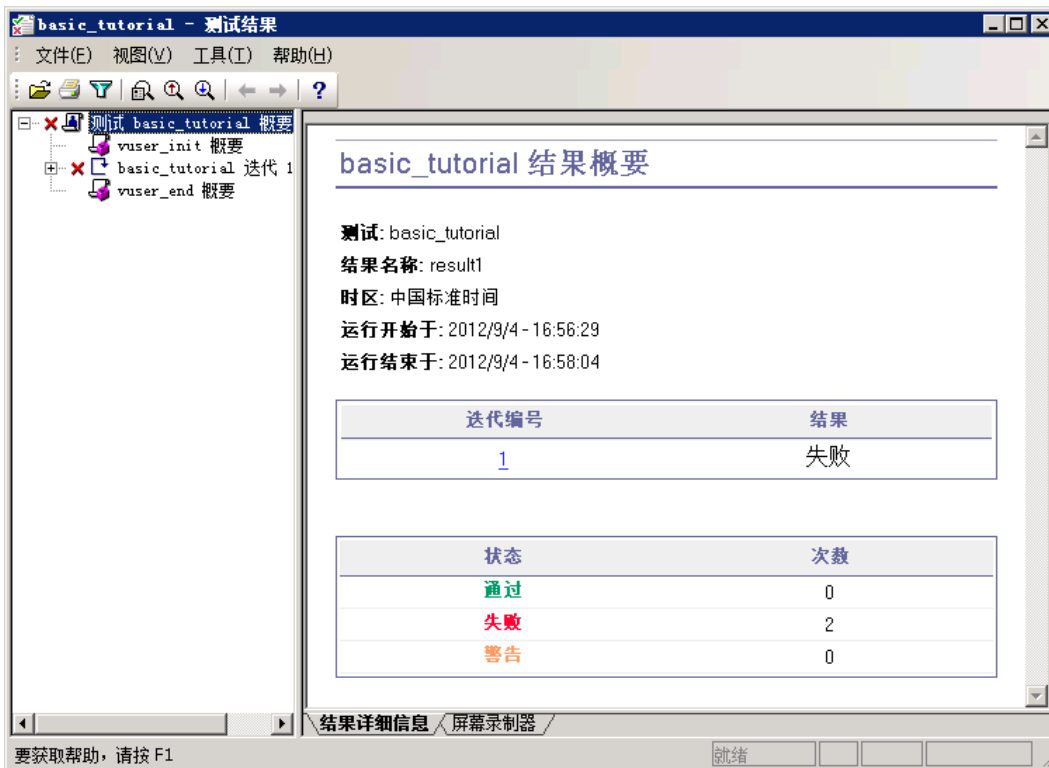 basic_tutorial - 测试结果
文件(F) 视图(V) 工具(T) 帮助(H)
?
测试 basic_tutorial 概要
vuser_init 概要
basic_tutorial 迭代 1
vuser_end 概要
basic_tutorial 结果概要
测试: basic_tutorial
结果名称: result1
时区: 中国标准时间
运行开始于: 2012/9/4 - 16:56:29
运行结束于: 2012/9/4 - 16:58:04
迭代编号 结果
1 失败
状态 次数
通过 0
失败 2
警告 0
结果详细信息 屏幕录制器
要获取帮助，请按 F1 就绪